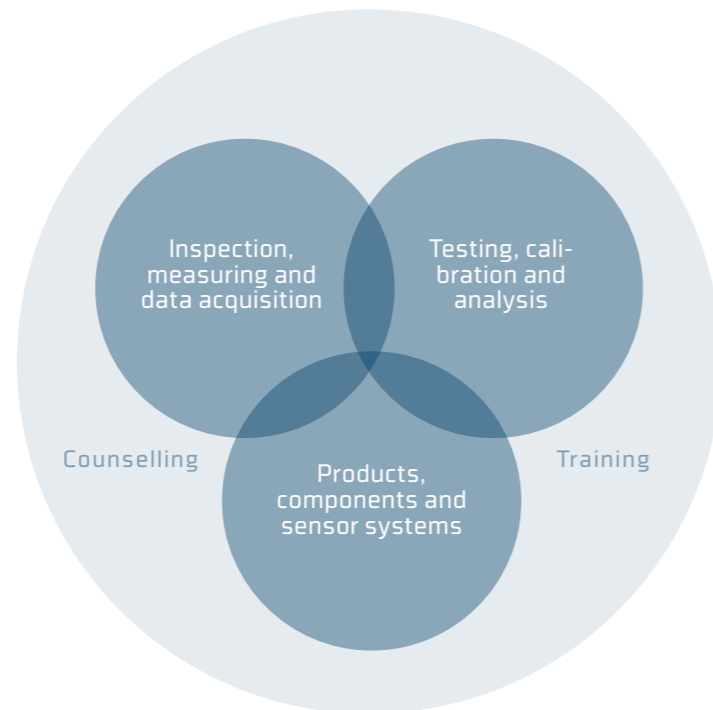 Inspection,
measuring and
data acquisition
Testing, cali-
bration and
analysis
Counselling
Training
Products,
components and
sensor systems